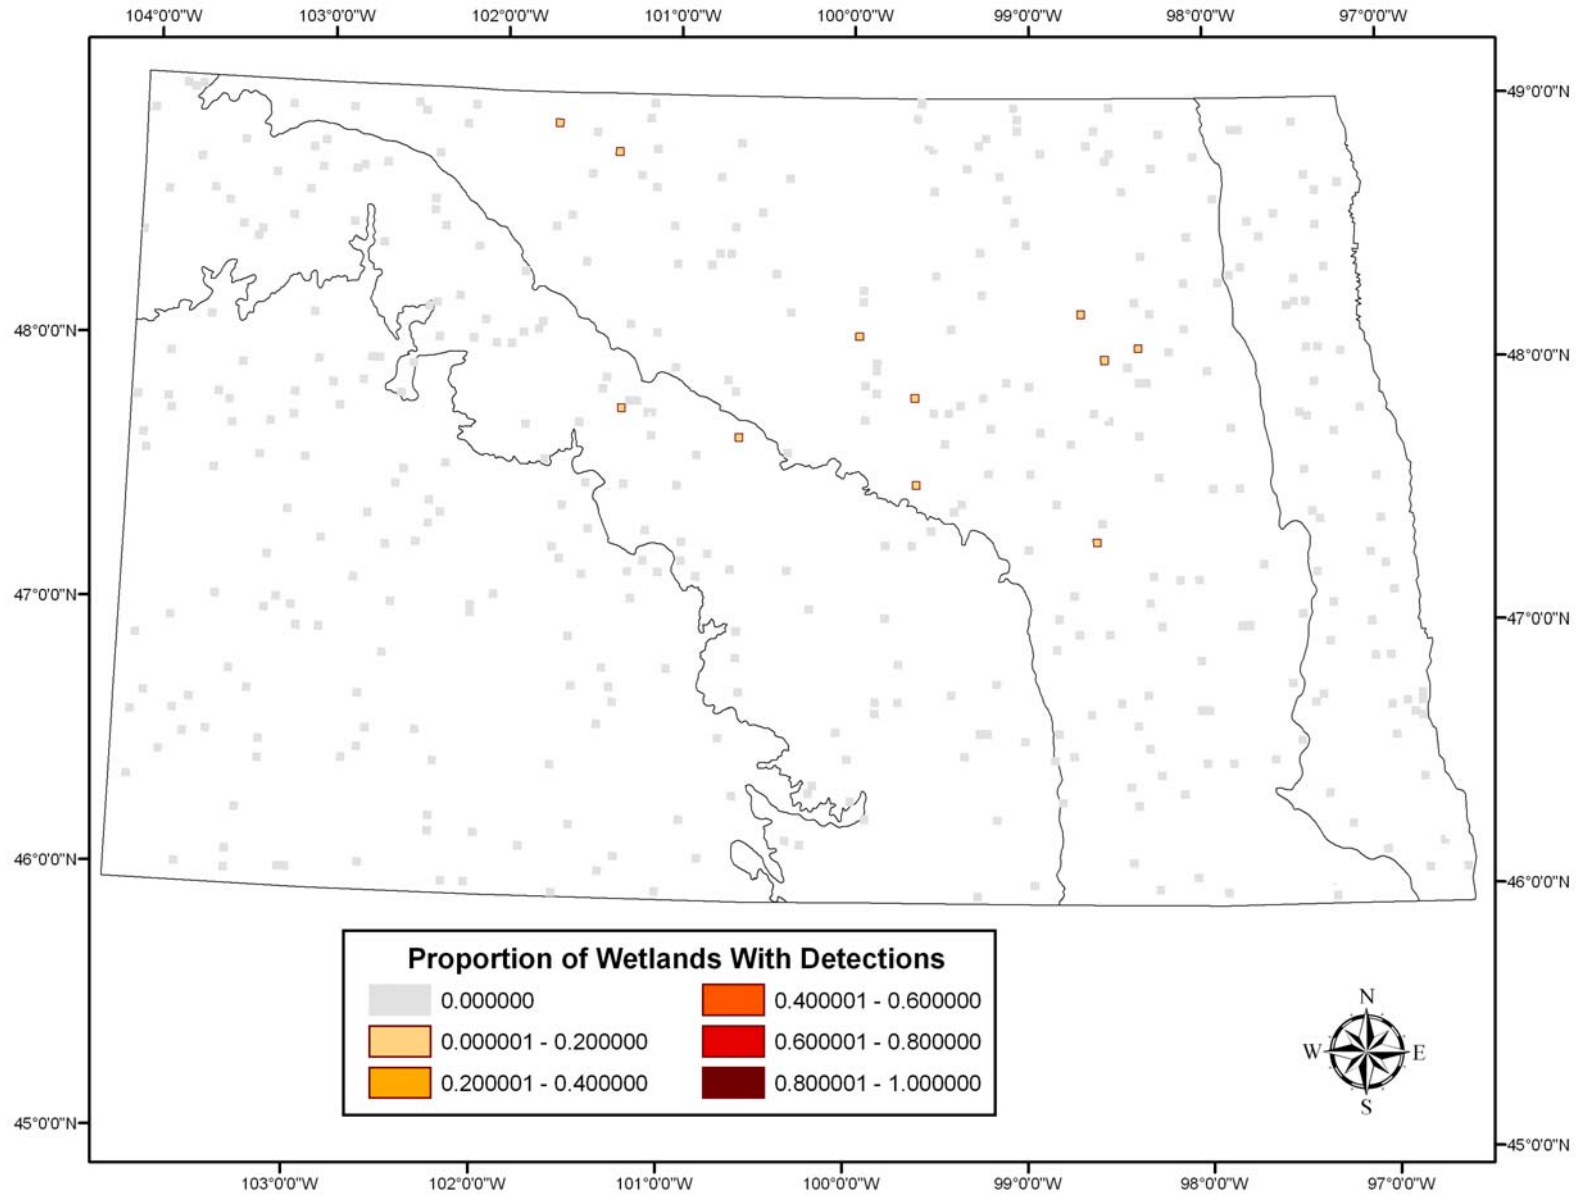 104°0'0"W 103°0'0"W 102°0'0"W 101°0'0"W 100°0'0"W 99°0'0"W 98°0'0"W 97°0'0"W
49°0'0"N
48°0'0"N
48°0'0"N
47°0'0"N
47°0'0"N
46°0'0"N
46°0'0"N
Proportion of Wetlands With Detections
0.000000 0.400001 - 0.600000
0.000001 - 0.200000 0.600001 - 0.800000
0.200001 - 0.400000 0.800001 - 1.000000
N
W E
S
45°0'0"N
45°0'0"N
103°0'0"W 102°0'0"W 101°0'0"W 100°0'0"W 99°0'0"W 98°0'0"W 97°0'0"W